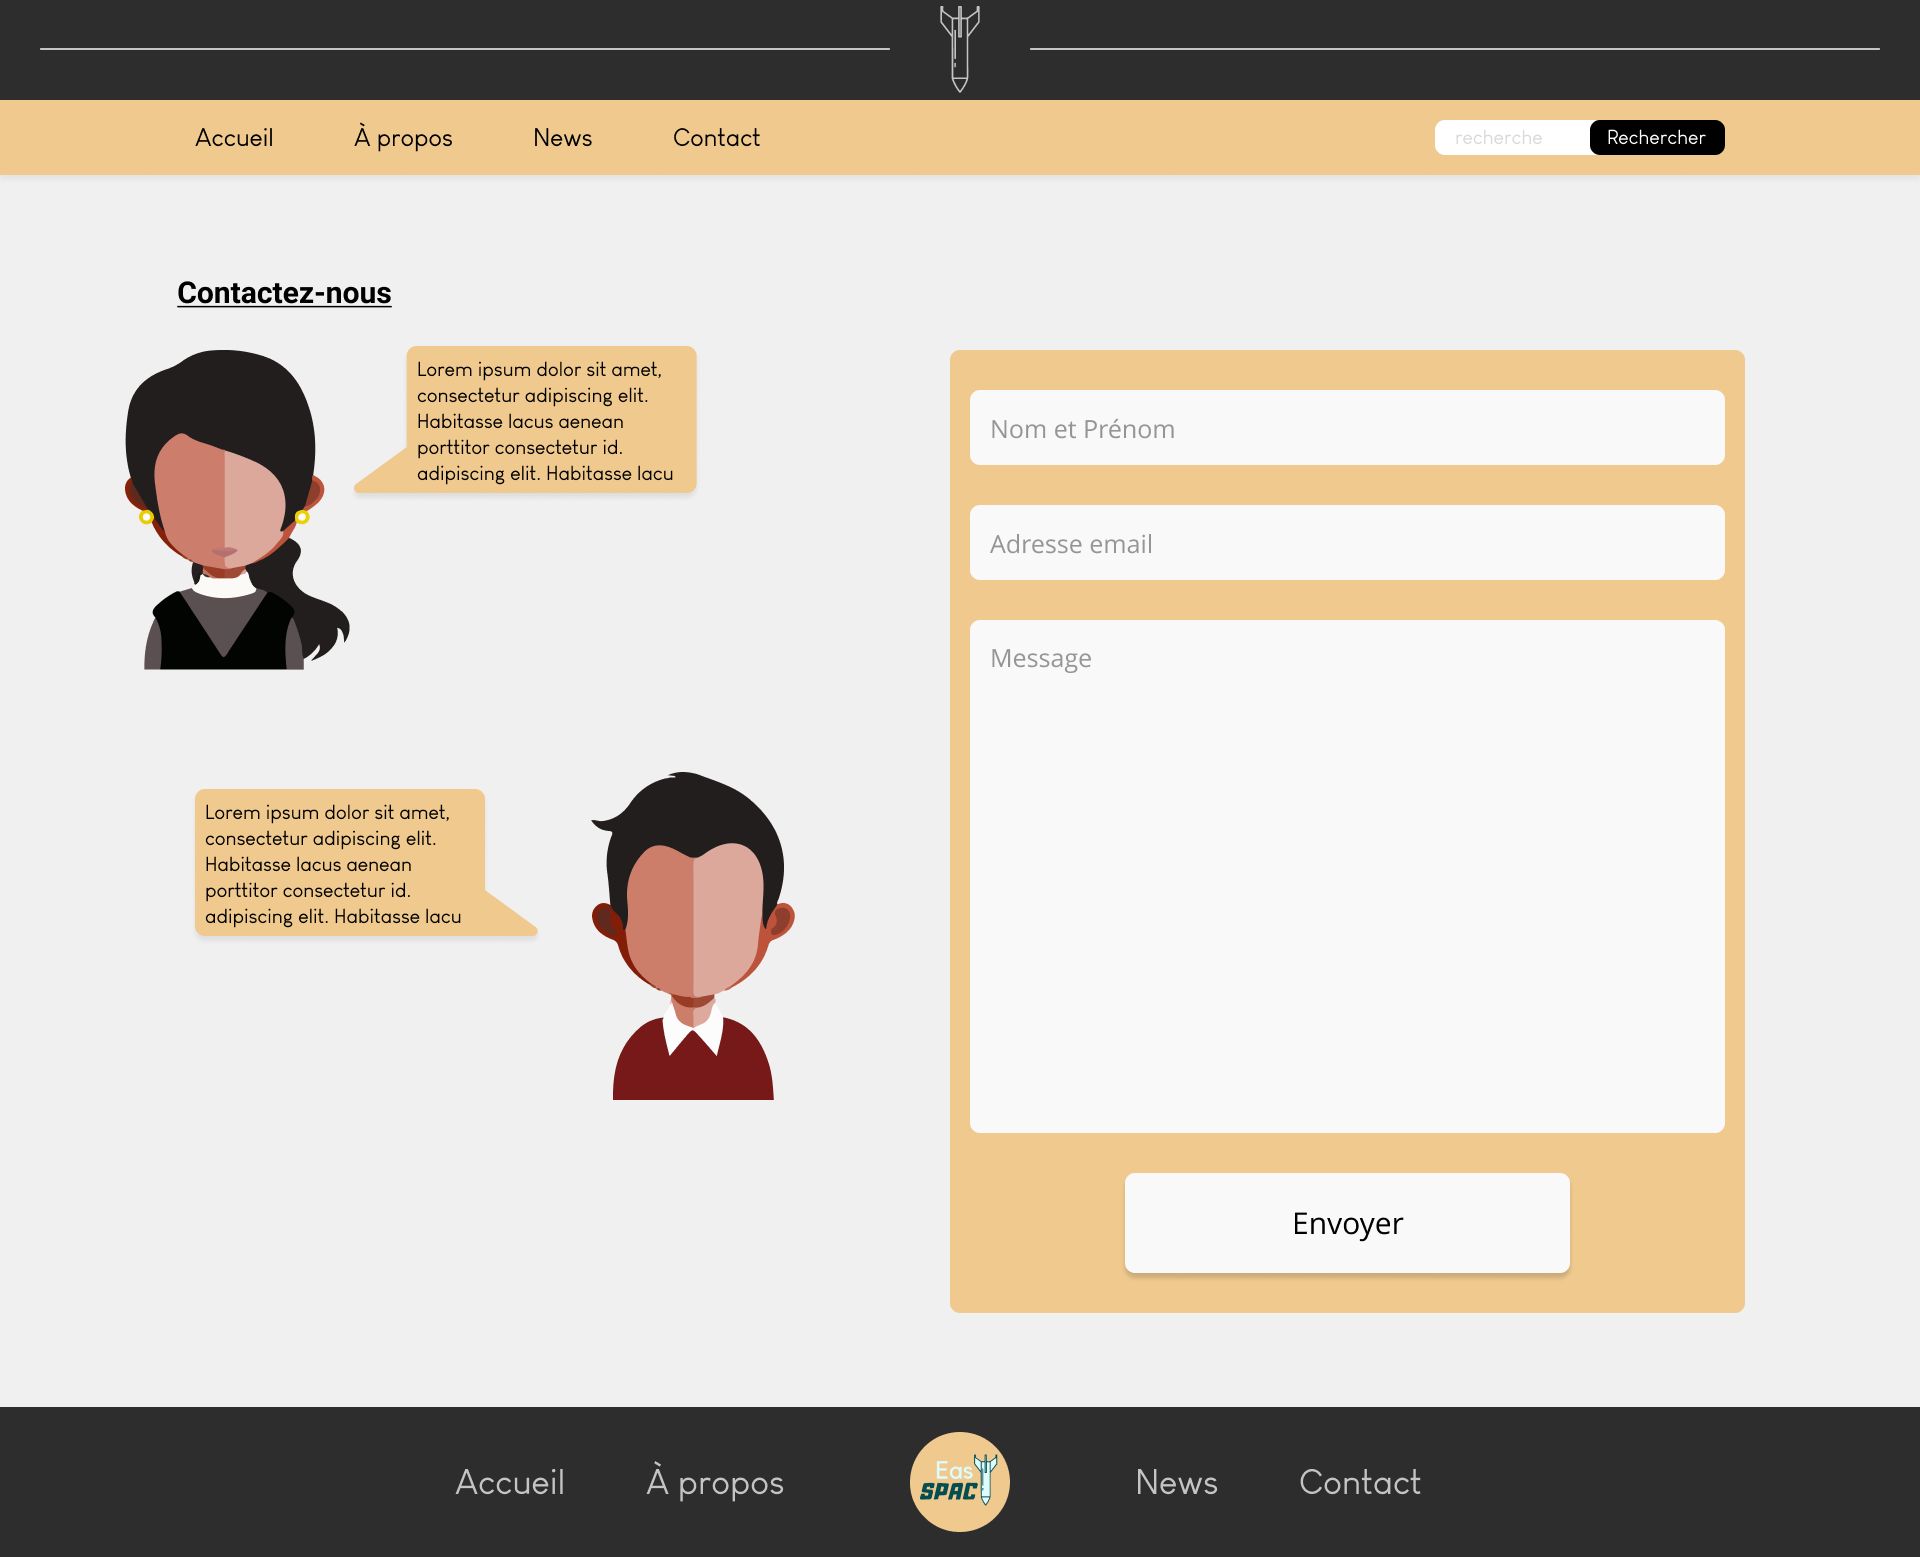 Accueil À propos News Contact recherche Rechercher
Contactez-nous
Lorem ipsum dolor sit amet,
consectetur adipiscing elit.
Habitasse lacus aenean
porttitor consectetur id.
adipiscing elit. Habitasse lacu
Lorem ipsum dolor sit amet,
consectetur adipiscing elit.
Habitasse lacus aenean
porttitor consectetur id.
adipiscing elit. Habitasse lacu
Nom et Prénom
Adresse email
Message
Envoyer
Accueil À propos
Eas
SPAC
News Contact